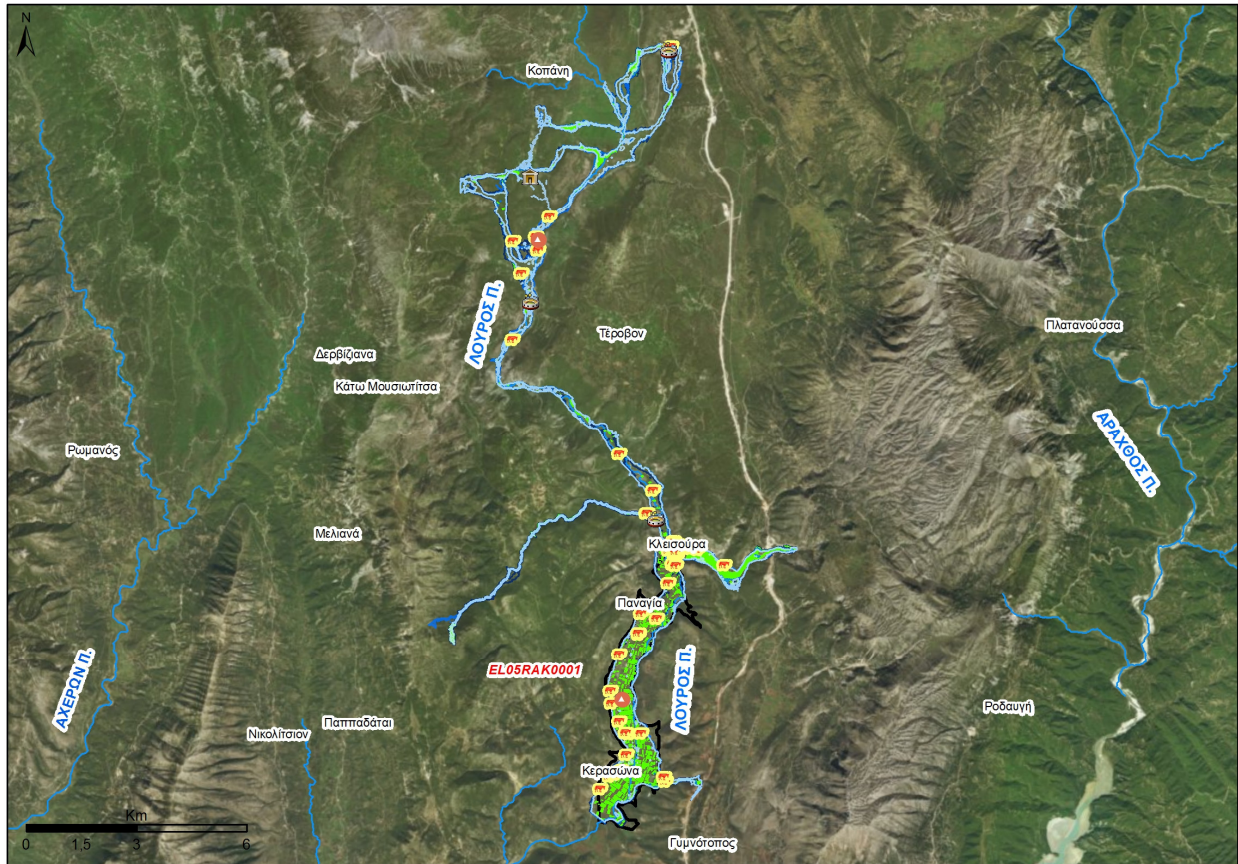 N
Κοπάνη
ΛΟΥΡΟΣ Π.
Τέροβον
Πλατανούσσα
Δερβίζιανα
Κάτω Μουσιωτίτσα
Ρωμανός
ΑΡΑΧΘΟΣ Π.
Μελιανά
Κλεισούρα
Παναγία
EL05RAK0001
ΛΟΥΡΟΣ Π.
ΑΧΕΡΩΝ Π.
Παππαδάται
Νικολίτσιον
Ροδαυγή
Κερασώνα
Γυμνότοπος
Km
0 1,5 3 6